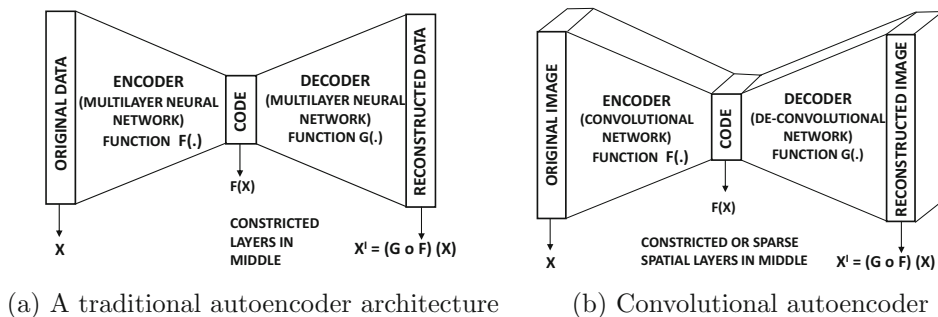 ORIGINAL DATA
ENCODER
(MULTILAYER NEURAL
NETWORK)
FUNCTION F(.)
CODE
DECODER
(MULTILAYER NEURAL
NETWORK)
FUNCTION G(.)
RECONSTRUCTED DATA
F(X)
CONSTRICTED
LAYERS IN
MIDDLE
X
X' = (G o F) (X)
(a) A traditional autoencoder architecture
ORIGINAL IMAGE
ENCODER
(CONVOLUTIONAL
NETWORK)
FUNCTION F(.)
CODE
DECODER
(DE-CONVOLUTIONAL
NETWORK)
FUNCTION G(.)
RECONSTRUCTED IMAGE
F(X)
CONSTRICTED OR SPARSE
SPATIAL LAYERS IN MIDDLE
X
X' = (G o F) (X)
(b) Convolutional autoencoder